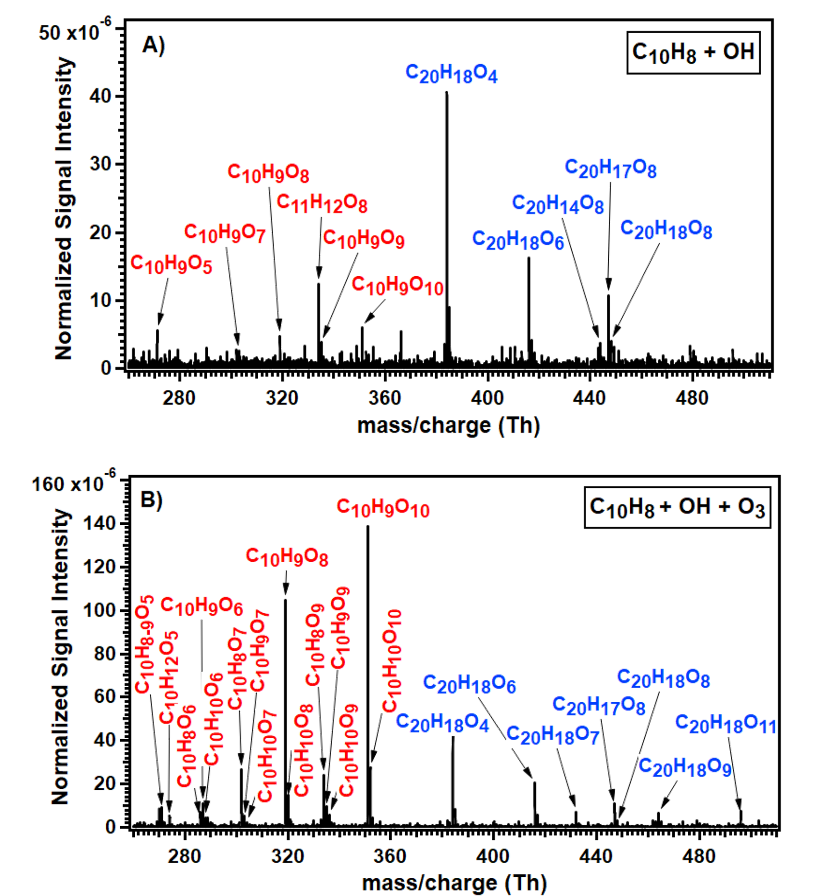 50 x10-6
A)
C10H8 + OH
C20H18O4
40
Normalized Signal Intensity
C10H9O8
C20H17O8
30
C11H12O8
C20H14O8
C10H9O7
C10H9O9
C20H18O6
C20H18O8
20
C10H9O5
C10H9O10
10
0
280 320 360 400 440 480
mass/charge (Th)
160 x10-6
B)
C10H8 + OH + O3
C10H9O10
140
Normalized Signal Intensity
120
C10H9O8
100
C10H8-9O5
C10H12O5
C10H9O6
C10H8O6
C10H10O6
C10H8O7
C10H9O7
C10H10O7
C10H10O8
C10H8O9
C10H9O9
C10H10O9
C10H10O10
80
C20H18O6
C20H18O8
60
C20H17O8
C20H18O4
C20H18O7
C20H18O11
40
C20H18O9
20
0
280 320 360 400 440 480
mass/charge (Th)